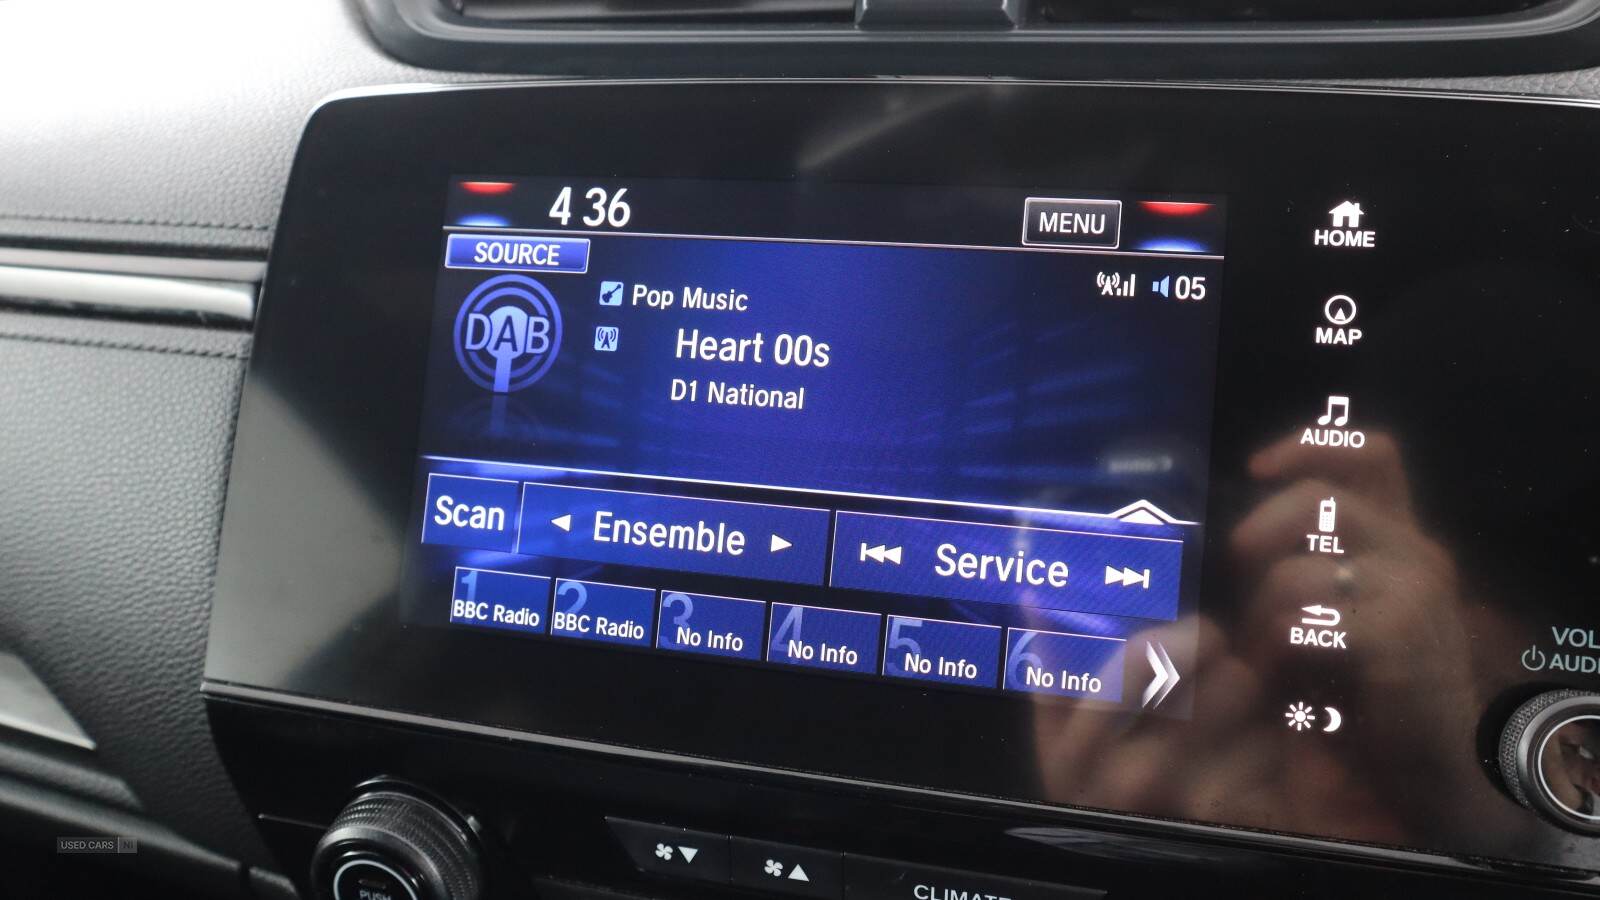 4 36
MENU
SOURCE
05
DAB
Pop Music
Heart 00s
D1 National
Scan
Ensemble
Service
1 BBC Radio
2 BBC Radio
3 No Info
4 No Info
5 No Info
6 No Info
HOME
MAP
AUDIO
TEL
BACK
VOL
AUDI
PUSH
CLIMATE
USED CARS NI